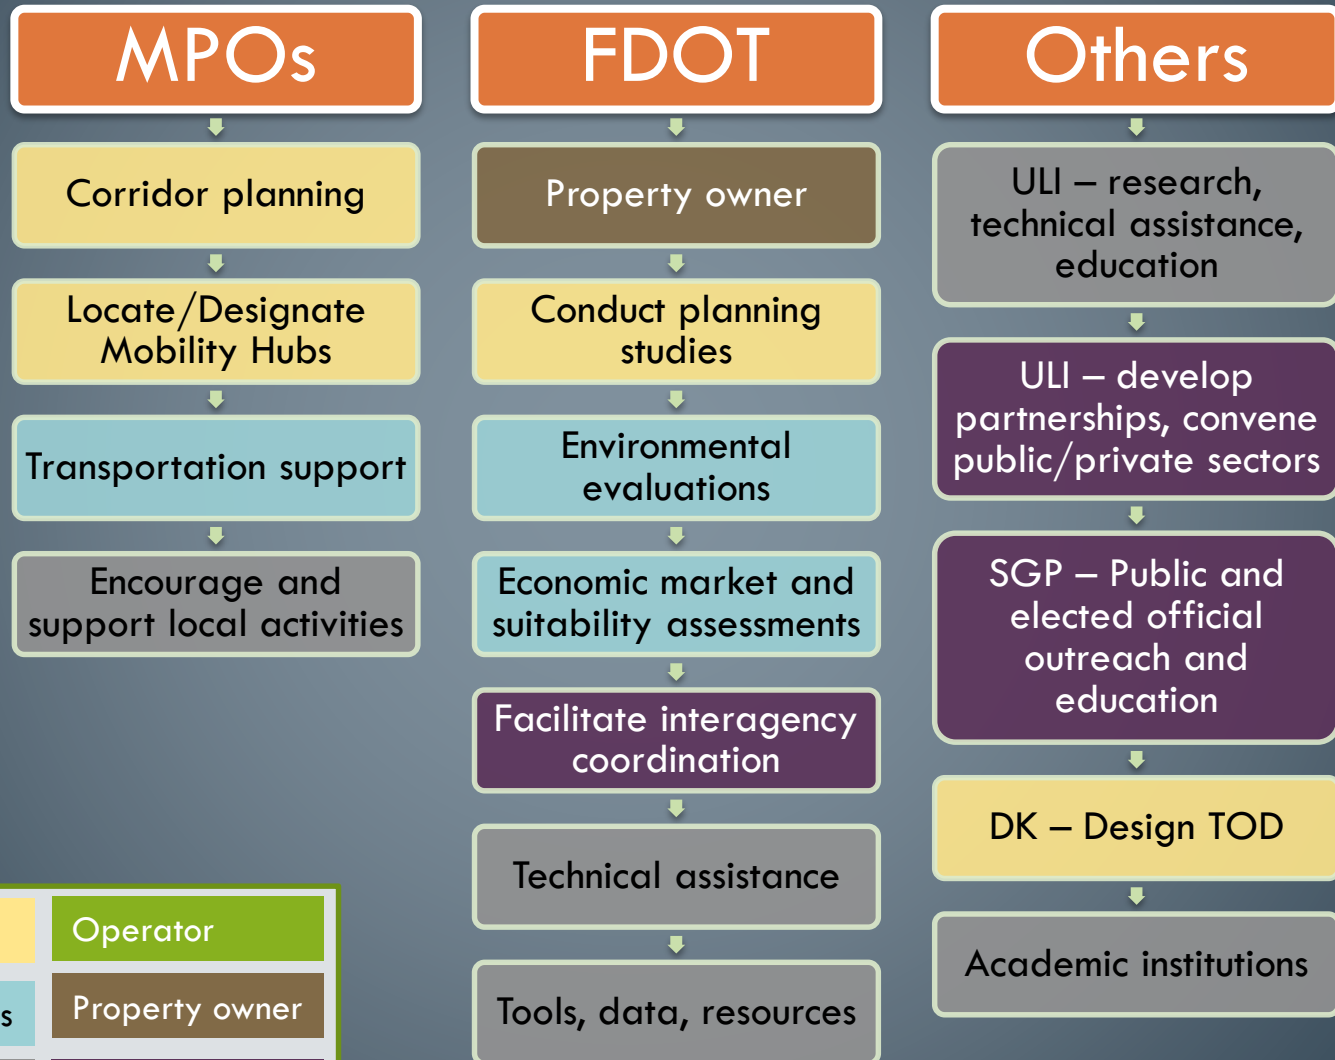 MPOs
Corridor planning
Locate/Designate
Mobility Hubs
Transportation support
Encourage and
support local activities
FDOT
Property owner
Conduct planning
studies
Environmental
evaluations
Economic market and
suitability assessments
Facilitate interagency
coordination
Technical assistance
Tools, data, resources
Others
ULI – research,
technical assistance,
education
ULI – develop
partnerships, convene
public/private sectors
SGP – Public and
elected official
outreach and
education
DK – Design TOD
Academic institutions
Operator
Property owner